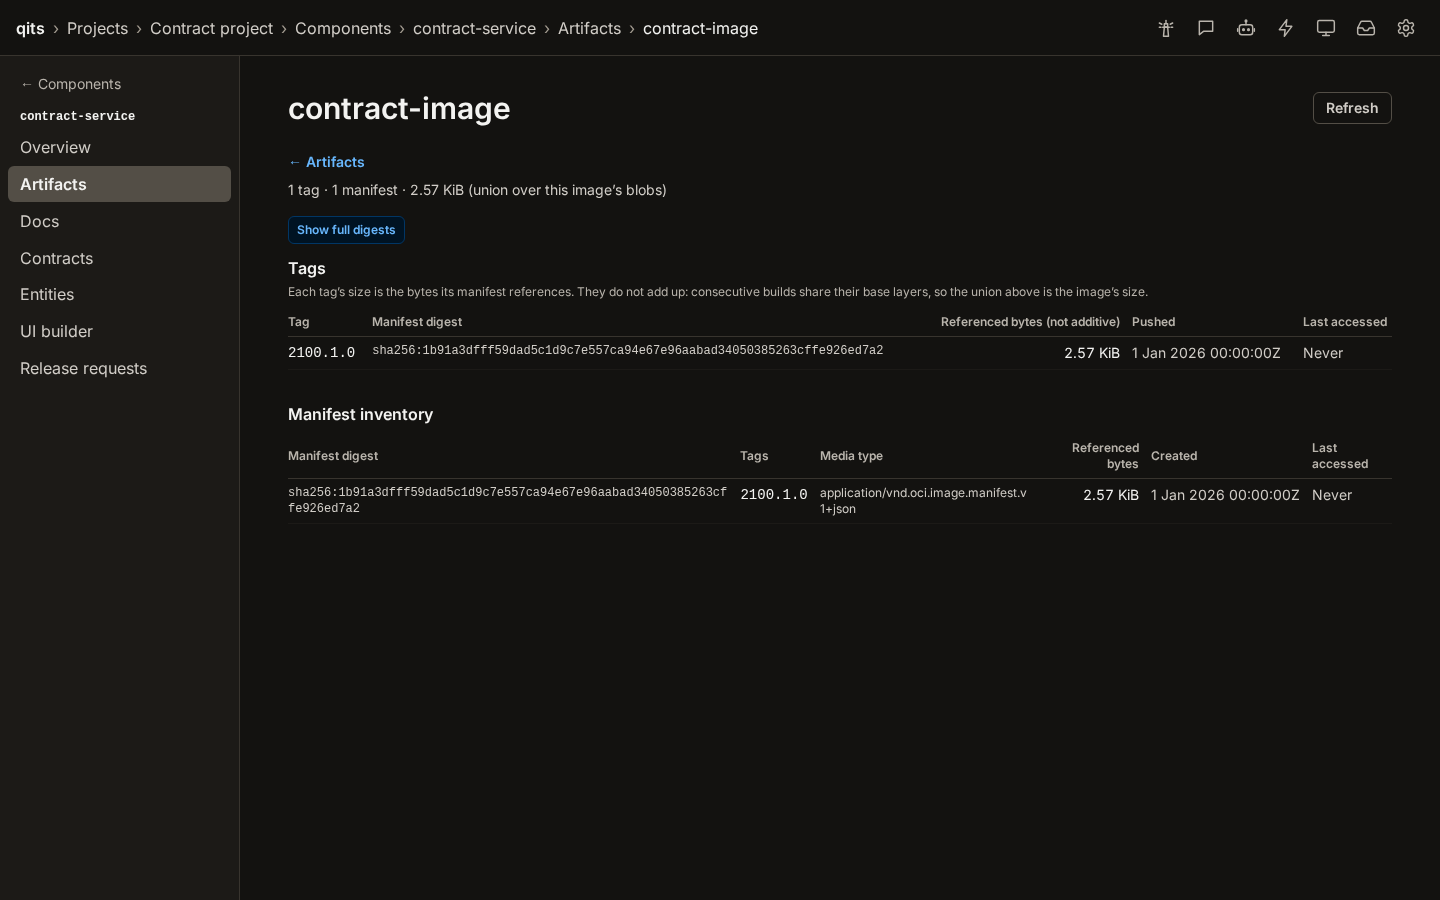 qits › Projects › Contract project › Components › contract-service › Artifacts › contract-image
← Components
contract-service
Overview
Artifacts
Docs
Contracts
Entities
UI builder
Release requests
contract-image
Refresh
← Artifacts
1 tag · 1 manifest · 2.57 KiB (union over this image’s blobs)
Show full digests
Tags
Each tag’s size is the bytes its manifest references. They do not add up: consecutive builds share their base layers, so the union above is the image’s size.
Tag Manifest digest Referenced bytes (not additive) Pushed Last accessed
2100.1.0 sha256:1b91a3dfff59dad5c1d9c7e557ca94e67e96aabad34050385263cffe926ed7a2 2.57 KiB 1 Jan 2026 00:00:00Z Never
Manifest inventory
Manifest digest Tags Media type Referenced bytes Created Last accessed
sha256:1b91a3dfff59dad5c1d9c7e557ca94e67e96aabad34050385263cf 2100.1.0 application/vnd.oci.image.manifest.v 2.57 KiB 1 Jan 2026 00:00:00Z Never
fe926ed7a2 1+json